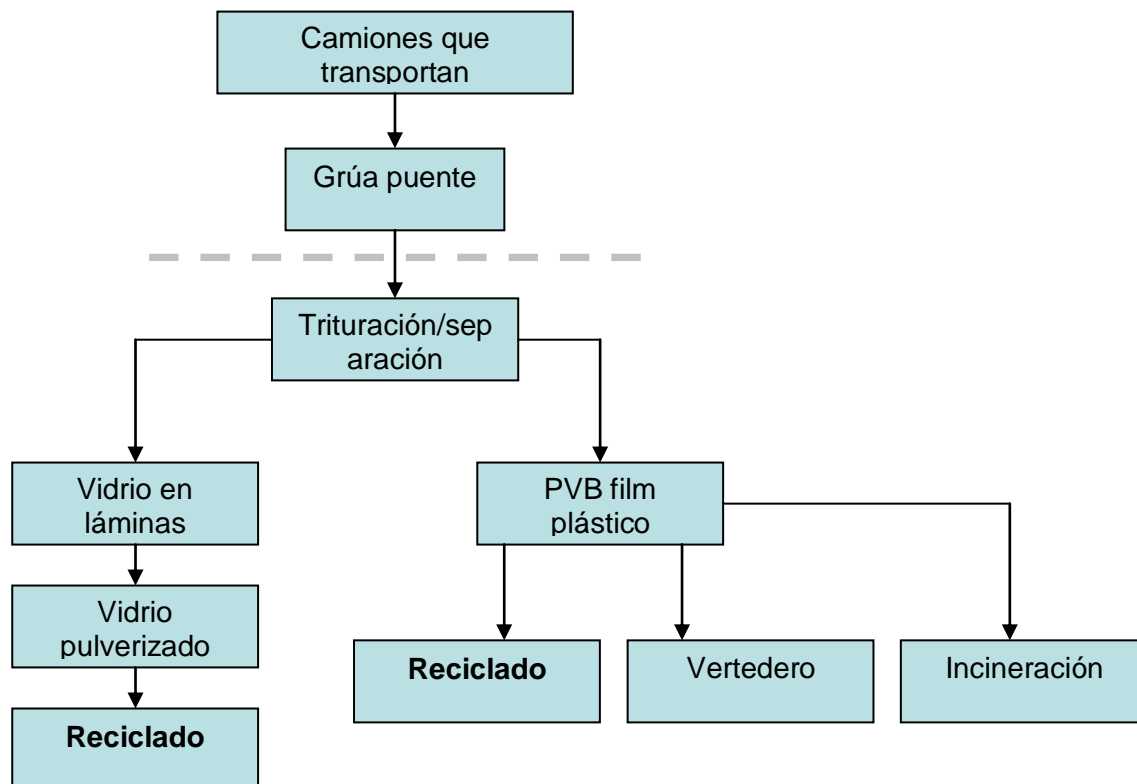 Camiones que
transportan
Grúa puente
Trituración/sep
aración
Vidrio en
láminas
PVB film
plástico
Vidrio
pulverizado
Reciclado
Vertedero
Incineración
Reciclado